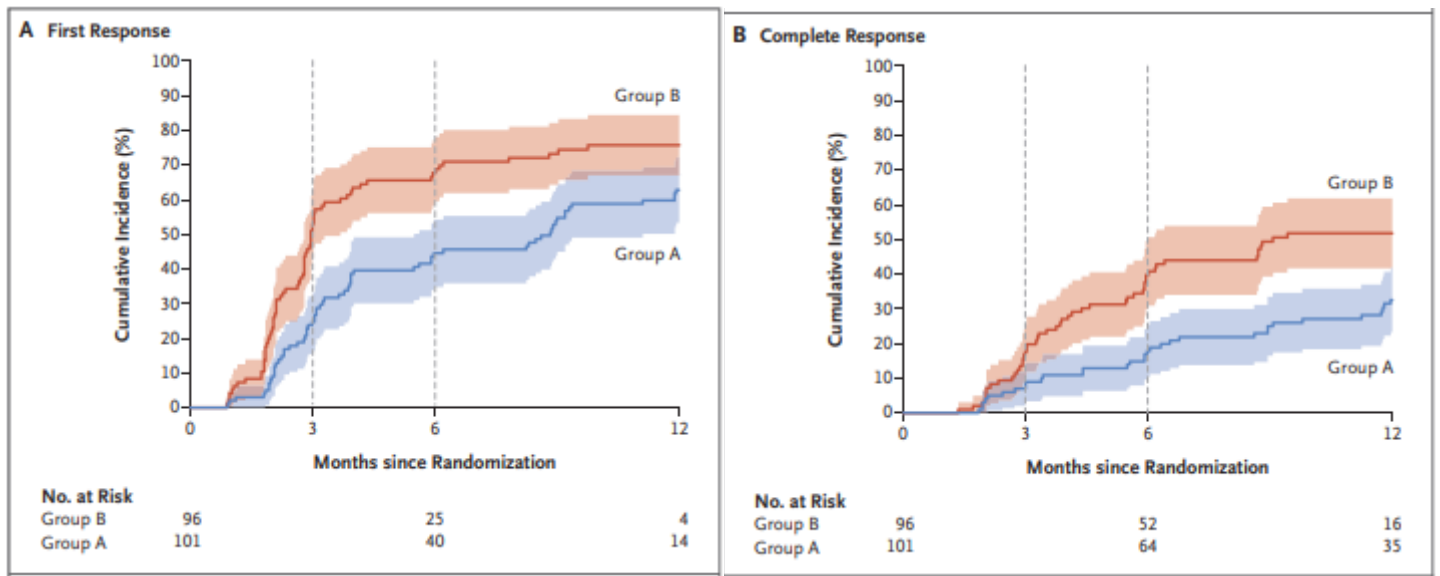 A First Response
100
90
80
70
60
50
40
30
20
10
0
Cumulative Incidence (%)
Group B
Group A
0 3 6 12
Months since Randomization
No. at Risk
Group B 96 25 4
Group A 101 40 14
B Complete Response
100
90
80
70
60
50
40
30
20
10
0
Cumulative Incidence (%)
Group B
Group A
0 3 6 12
Months since Randomization
No. at Risk
Group B 96 52 16
Group A 101 64 35